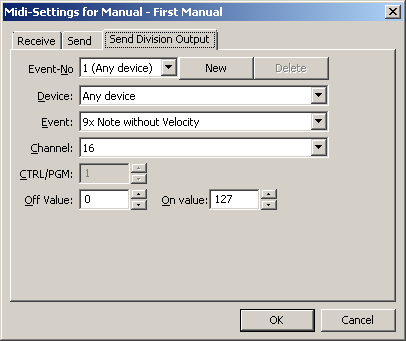 Midi-Settings for Manual - First Manual
Receive Send Send Division Output
Event-No 1 (Any device) New Delete
Device: Any device
Event: 9x Note without Velocity
Channel: 16
CTRL/PGM: 1
Off Value: 0 On value: 127
OK Cancel